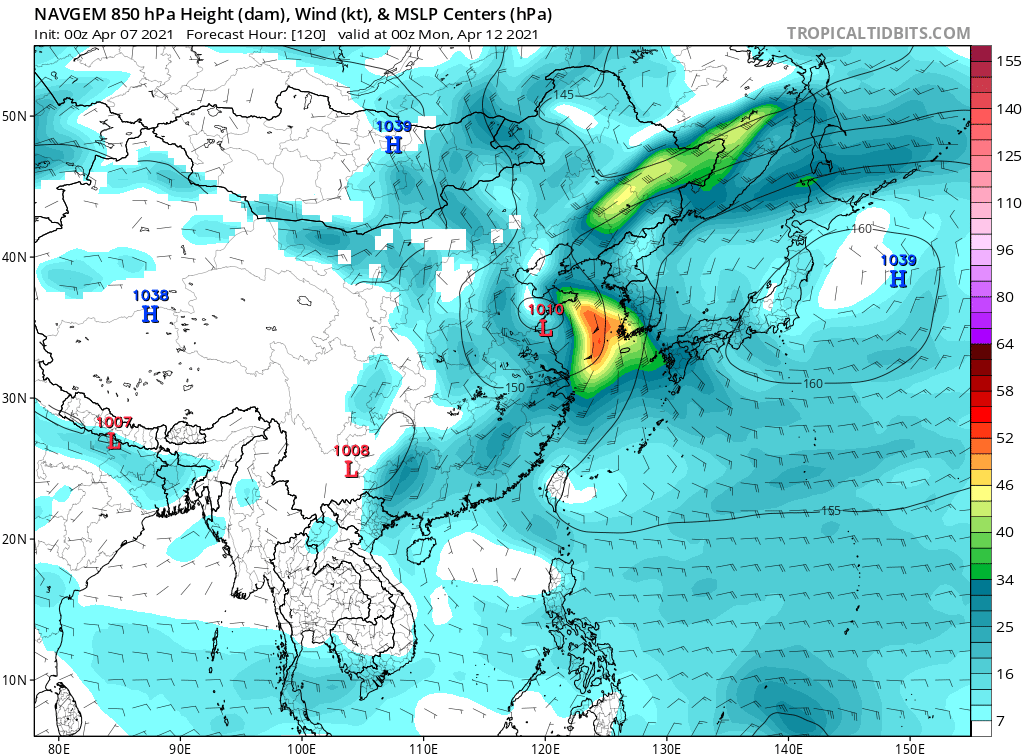 NAVGEM 850 hPa Height (dam), Wind (kt), & MSLP Centers (hPa)
Init: 00z Apr 07 2021 Forecast Hour: [120] valid at 00z Mon, Apr 12 2021
TROPICALTIDBITS.COM
155
140
125
110
96
80
64
58
52
46
40
34
25
16
7
50N
40N
30N
20N
10N
80E
90E
100E
110E
120E
130E
140E
150E
145
1039
H
160
1039
H
1038
H
1010
L
160
150
1007
L
1008
L
155